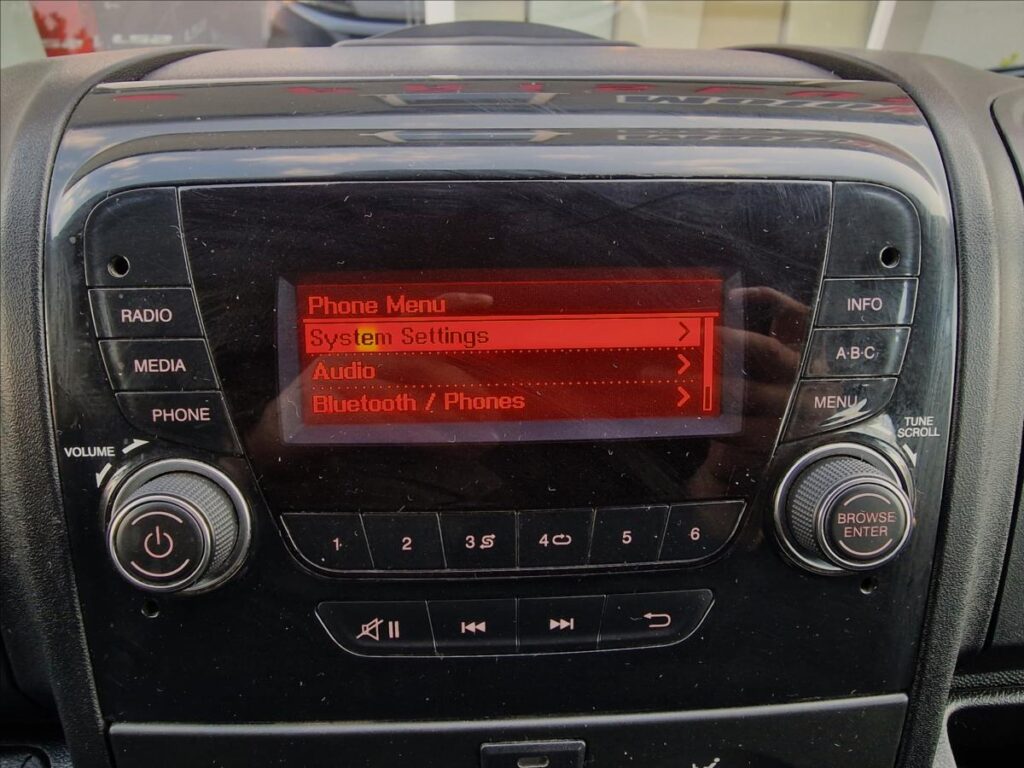 Phone Menu
System Settings
Audio
Bluetooth / Phones
RADIO
MEDIA
PHONE
VOLUME
INFO
A·B·C
MENU
TUNE
SCROLL
BROWSE
ENTER
1
2
3
4
5
6